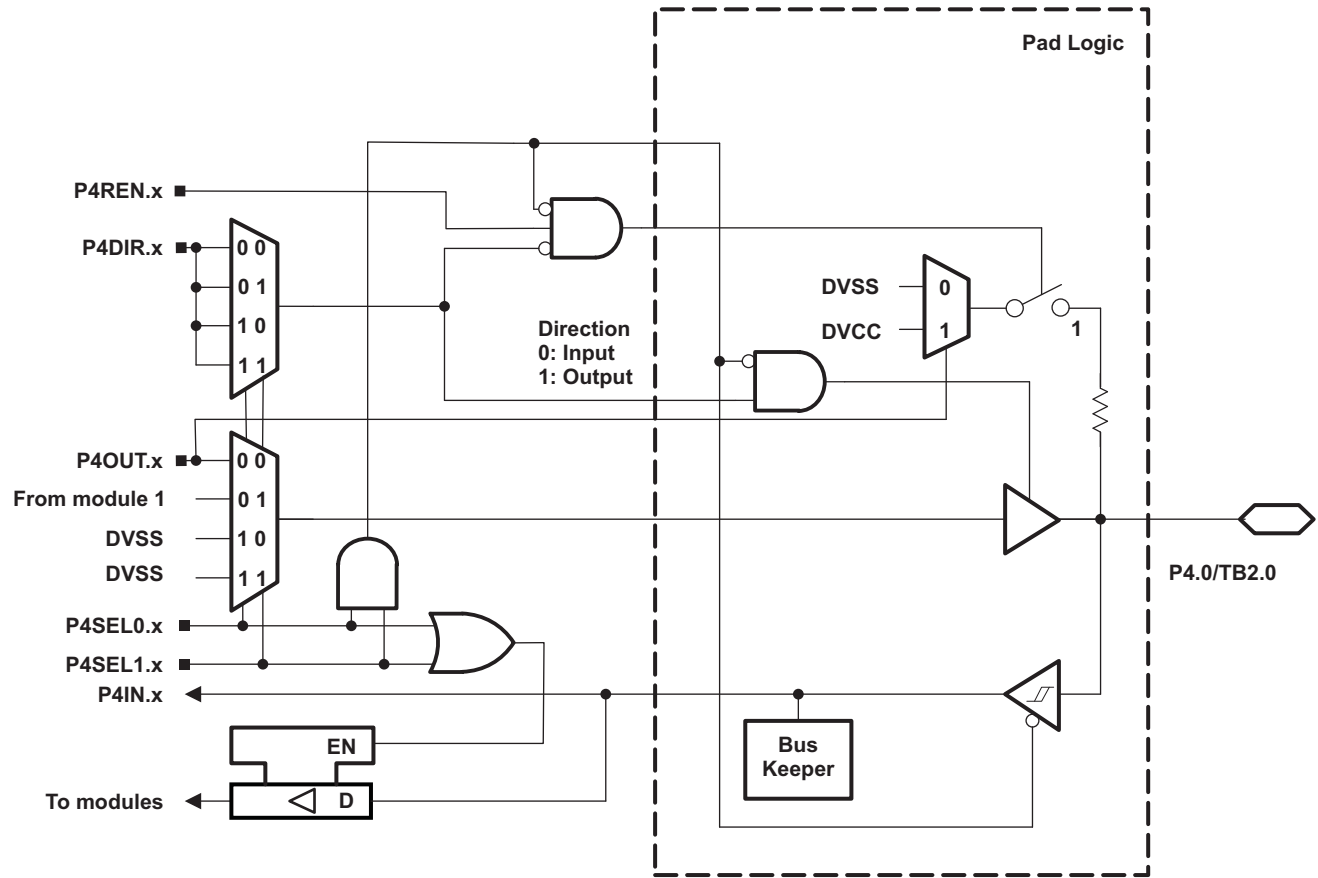 Pad Logic
P4REN.x
P4DIR.x
0 0
0 1
1 0
1 1
Direction
0: Input
1: Output
DVSS
0
DVCC
1
1
P4OUT.x
0 0
From module 1
0 1
DVSS
1 0
DVSS
1 1
P4.0/TB2.0
P4SEL0.x
P4SEL1.x
P4IN.x
Bus
Keeper
EN
To modules
D